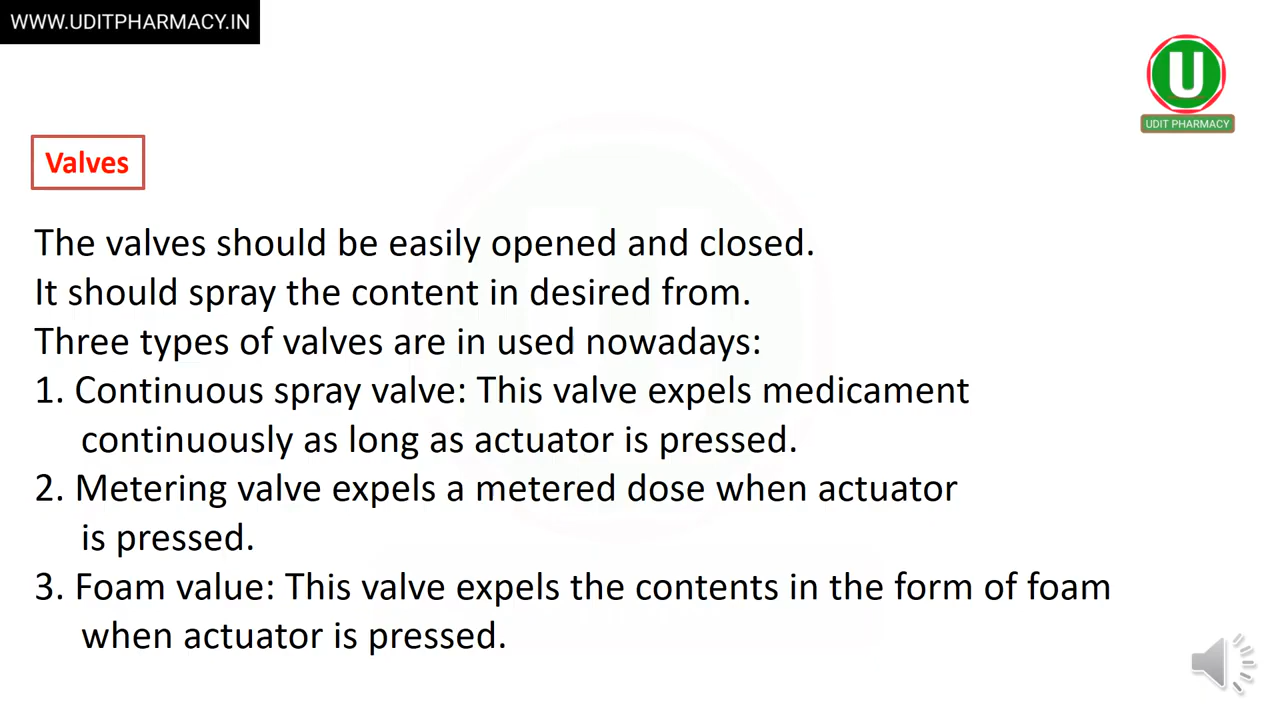 WWW.UDITPHARMACY.IN
U
UDIT PHARMACY
Valves
The valves should be easily opened and closed.
It should spray the content in desired from.
Three types of valves are in used nowadays:
1. Continuous spray valve: This valve expels medicament
continuously as long as actuator is pressed.
2. Metering valve expels a metered dose when actuator
is pressed.
3. Foam value: This valve expels the contents in the form of foam
when actuator is pressed.